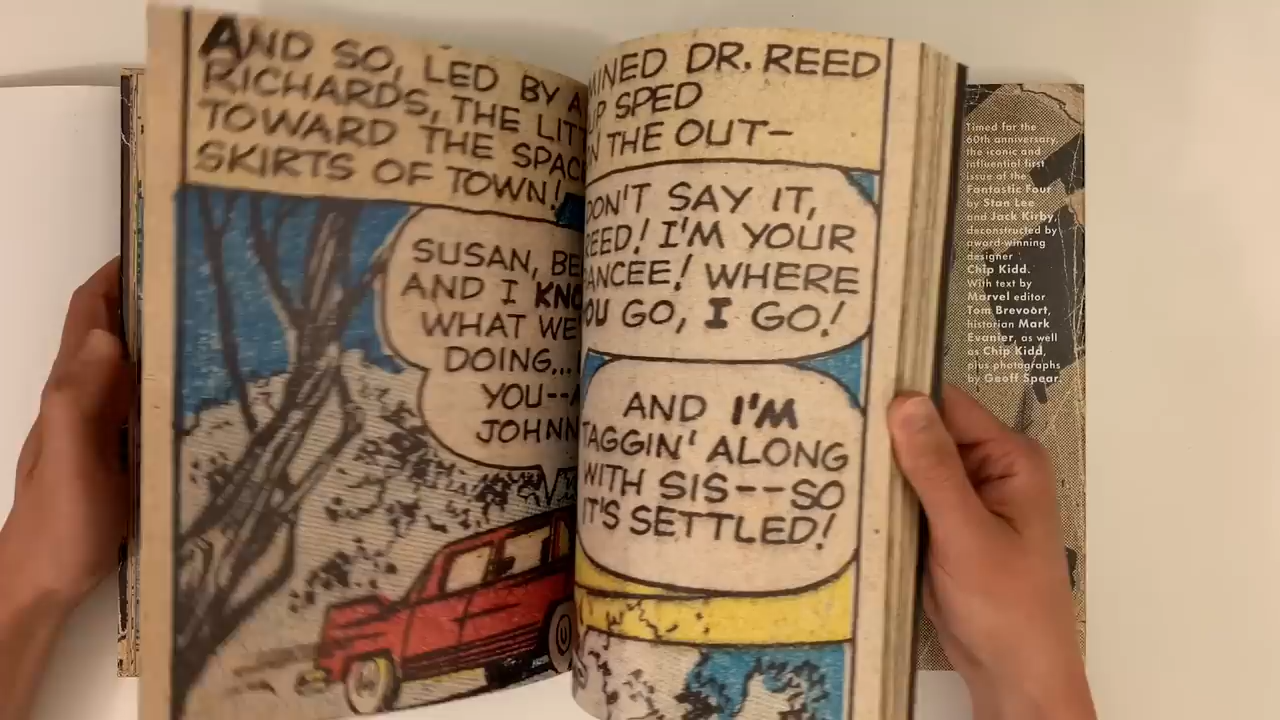 AND SO, LED BY A
RICHARDS, THE LIT
TOWARD THE SPAC
SKIRTS OF TOWN!
SUSAN, BE
AND I KNO
WHAT WE
DOING...
YOU--A
JOHNN
MINED DR. REED
UP SPED
N THE OUT-
DON'T SAY IT,
REED! I'M YOUR
ANCEE! WHERE
OU GO, I GO!
AND I'M
TAGGIN' ALONG
WITH SIS--SO
IT'S SETTLED!
Timed for the
60th anniversary
the iconic and
influential first
issue of the
Fantastic Four
by Stan Lee
and Jack Kirby,
deconstructed by
award-winning
designer
Chip Kidd.
With text by
Marvel editor
Tom Brevoort,
historian Mark
Evanier, as well
as Chip Kidd,
plus photographs
by Geoff Spear.